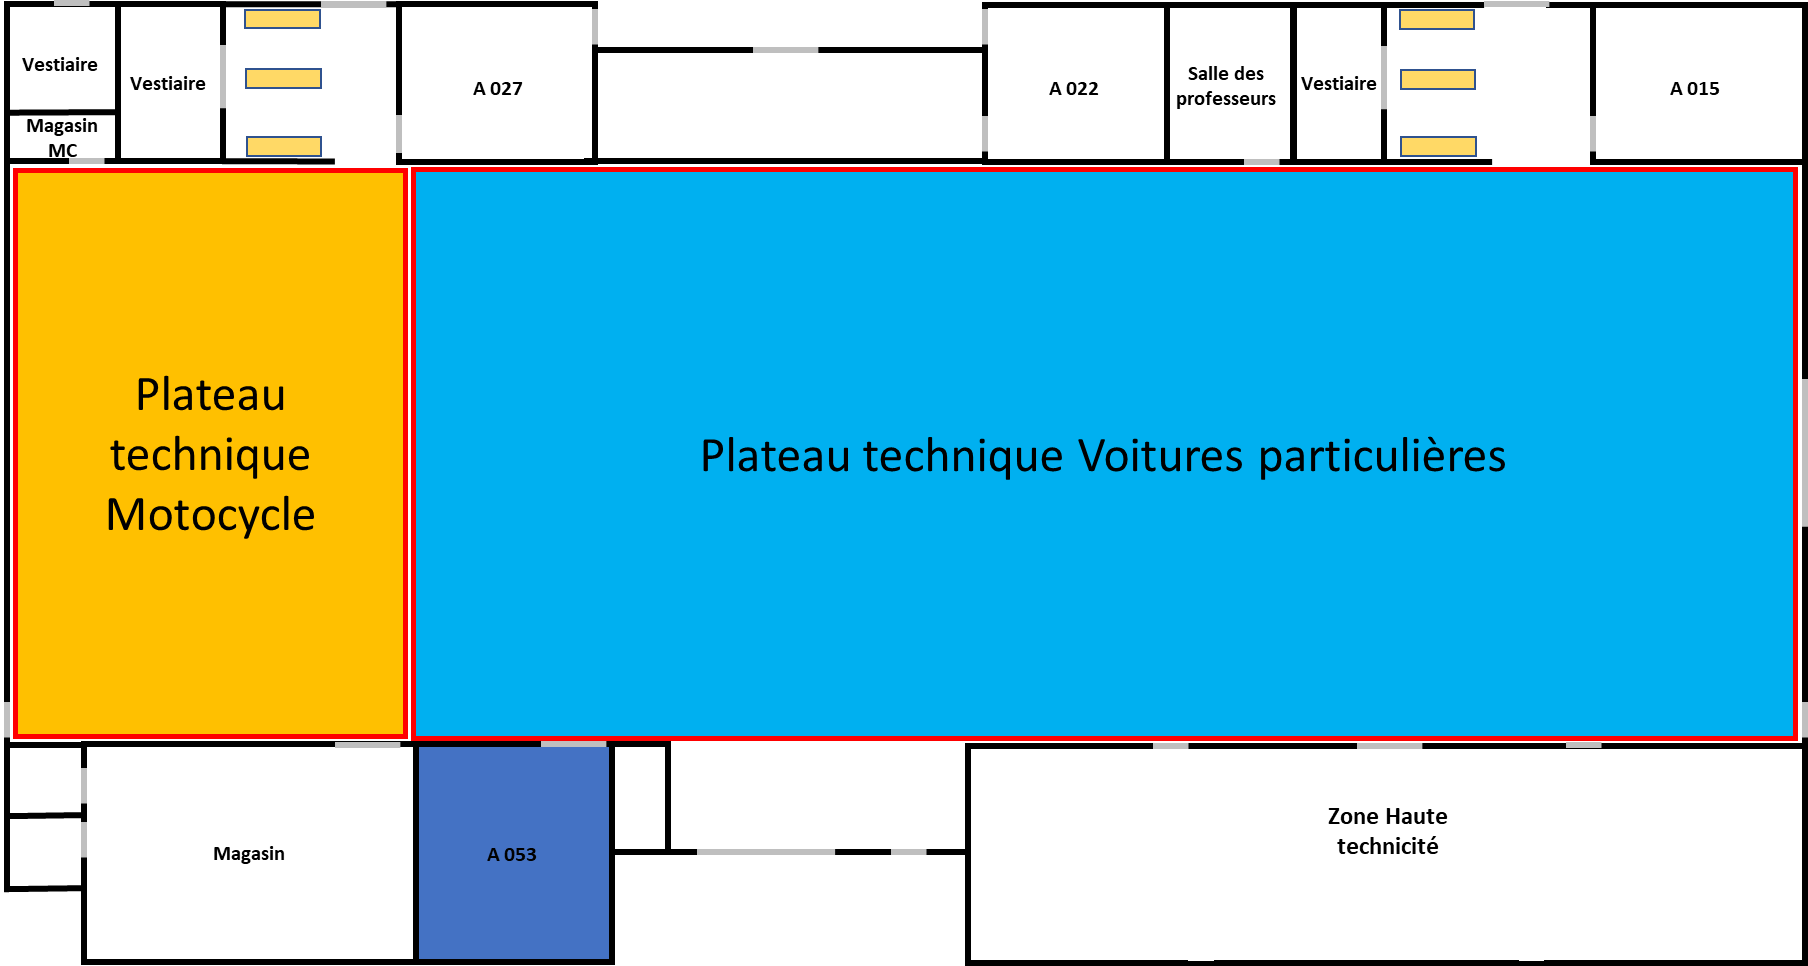 Vestiaire
Vestiaire
Magasin
MC
A 027
A 022
Salle des
professeurs
Vestiaire
A 015
Plateau
technique
Motocycle
Plateau technique Voitures particulières
Magasin
A 053
Zone Haute
technicité